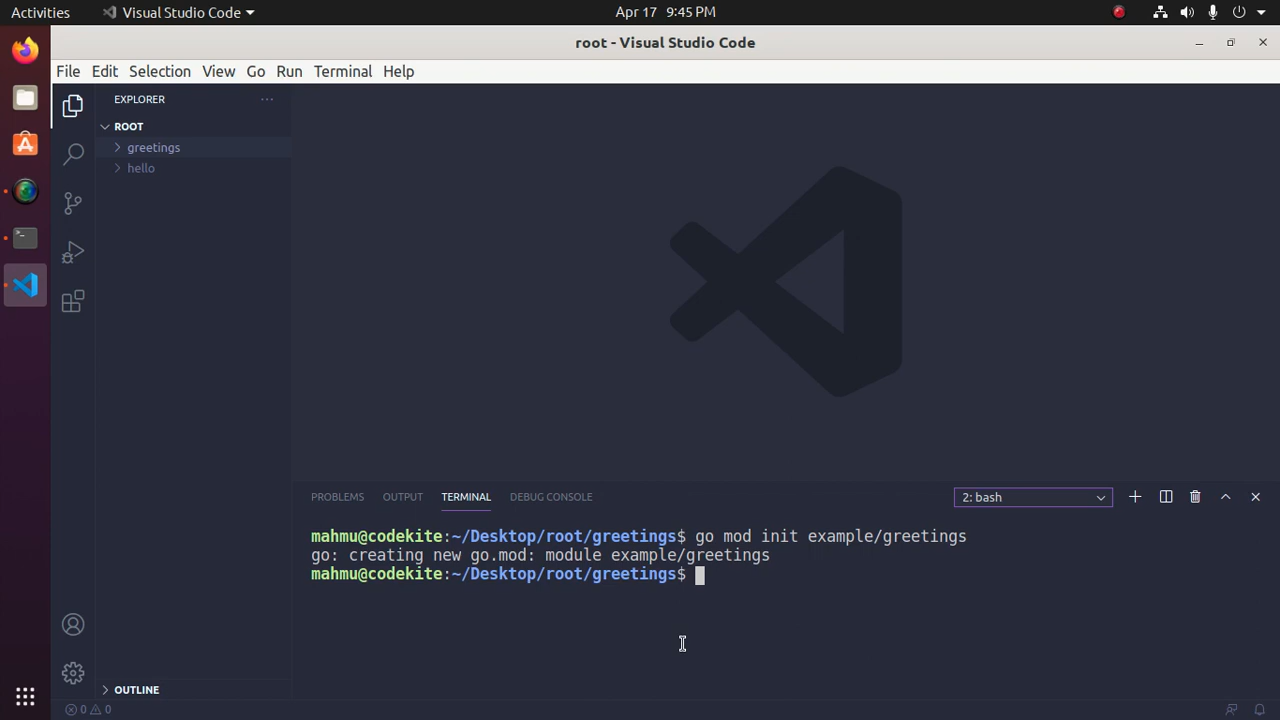 Activities
Visual Studio Code
Apr 17 9:45 PM
root - Visual Studio Code
File Edit Selection View Go Run Terminal Help
EXPLORER
ROOT
greetings
hello
PROBLEMS OUTPUT TERMINAL DEBUG CONSOLE
2: bash
mahmu@codekite:~/Desktop/root/greetings$ go mod init example/greetings
go: creating new go.mod: module example/greetings
mahmu@codekite:~/Desktop/root/greetings$
OUTLINE
0 0